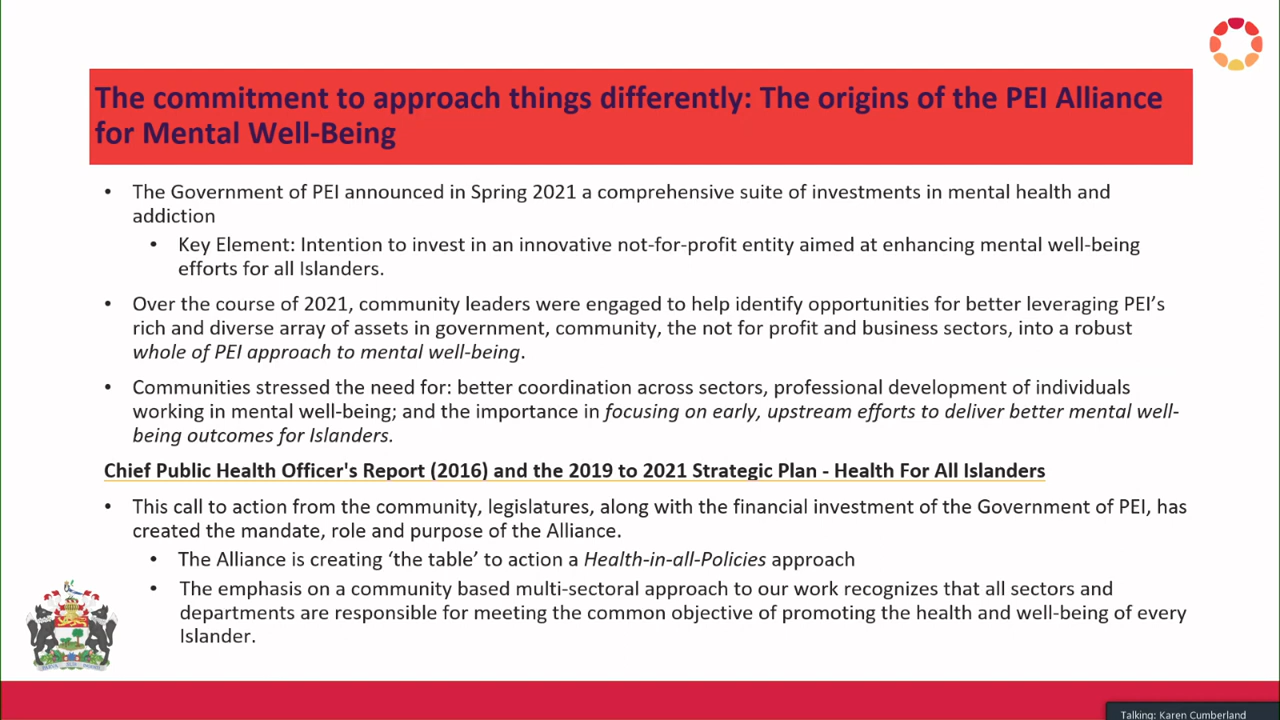 The commitment to approach things differently: The origins of the PEI Alliance
for Mental Well-Being
• The Government of PEI announced in Spring 2021 a comprehensive suite of investments in mental health and
addiction
• Key Element: Intention to invest in an innovative not-for-profit entity aimed at enhancing mental well-being
efforts for all Islanders.
• Over the course of 2021, community leaders were engaged to help identify opportunities for better leveraging PEI’s
rich and diverse array of assets in government, community, the not for profit and business sectors, into a robust
whole of PEI approach to mental well-being.
• Communities stressed the need for: better coordination across sectors, professional development of individuals
working in mental well-being; and the importance in focusing on early, upstream efforts to deliver better mental well-
being outcomes for Islanders.
Chief Public Health Officer's Report (2016) and the 2019 to 2021 Strategic Plan - Health For All Islanders
• This call to action from the community, legislatures, along with the financial investment of the Government of PEI, has
created the mandate, role and purpose of the Alliance.
• The Alliance is creating ‘the table’ to action a Health-in-all-Policies approach
• The emphasis on a community based multi-sectoral approach to our work recognizes that all sectors and
departments are responsible for meeting the common objective of promoting the health and well-being of every
Islander.
Talking: Karen Cumberland